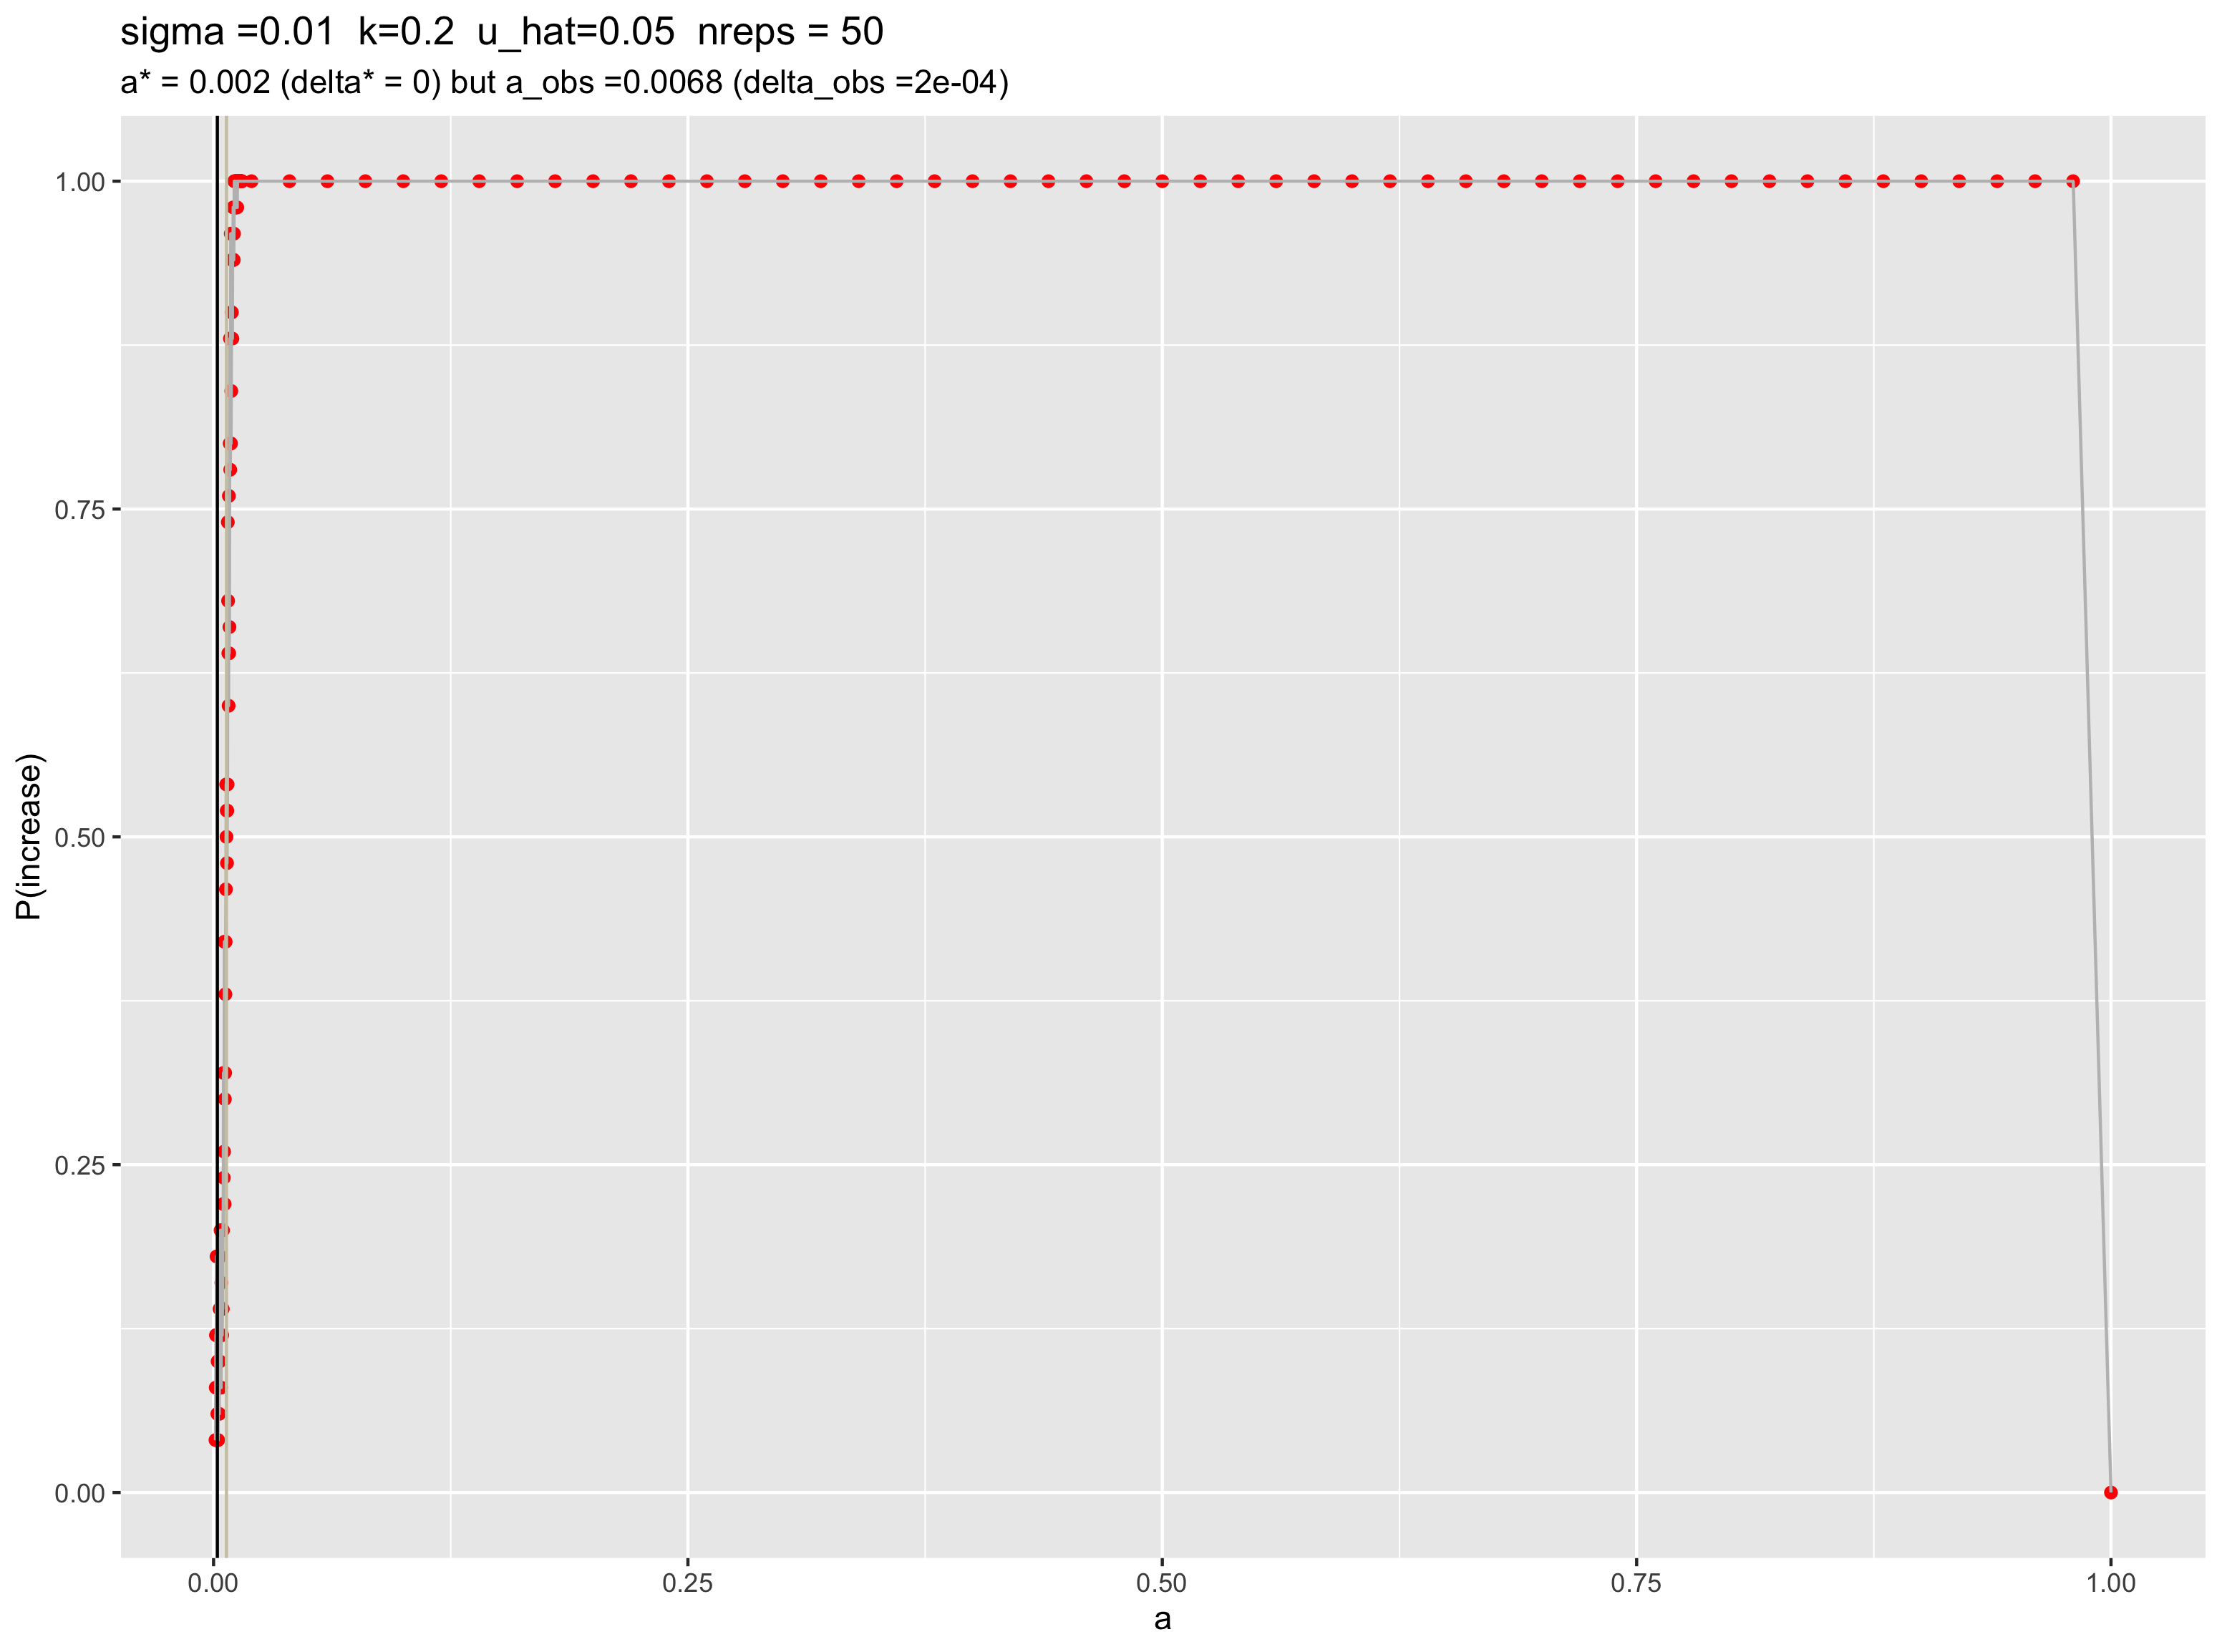 sigma =0.01  k=0.2  u_hat=0.05  nreps = 50
a* = 0.002 (delta* = 0) but a_obs =0.0068 (delta_obs =2e-04)
1.00
0.75
0.50
0.25
0.00
P(increase)
0.00 0.25 0.50 0.75 1.00
a